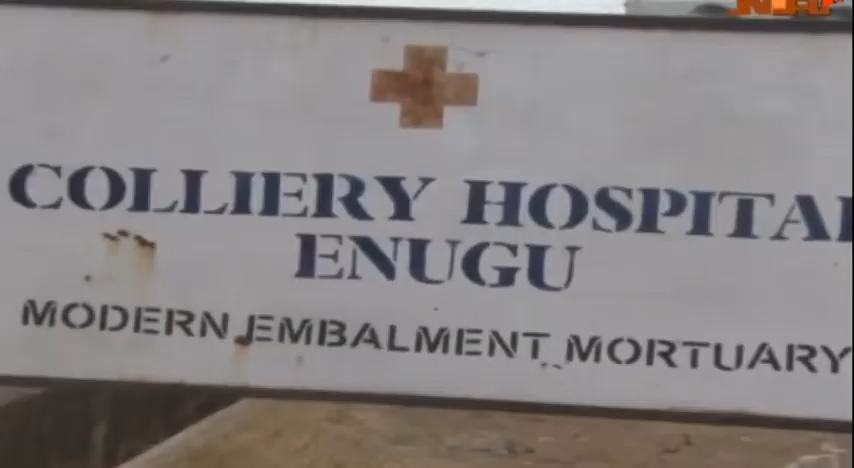 COLLIERY HOSPITAL
ENUGU
MODERN EMBALMENT MORTUARY